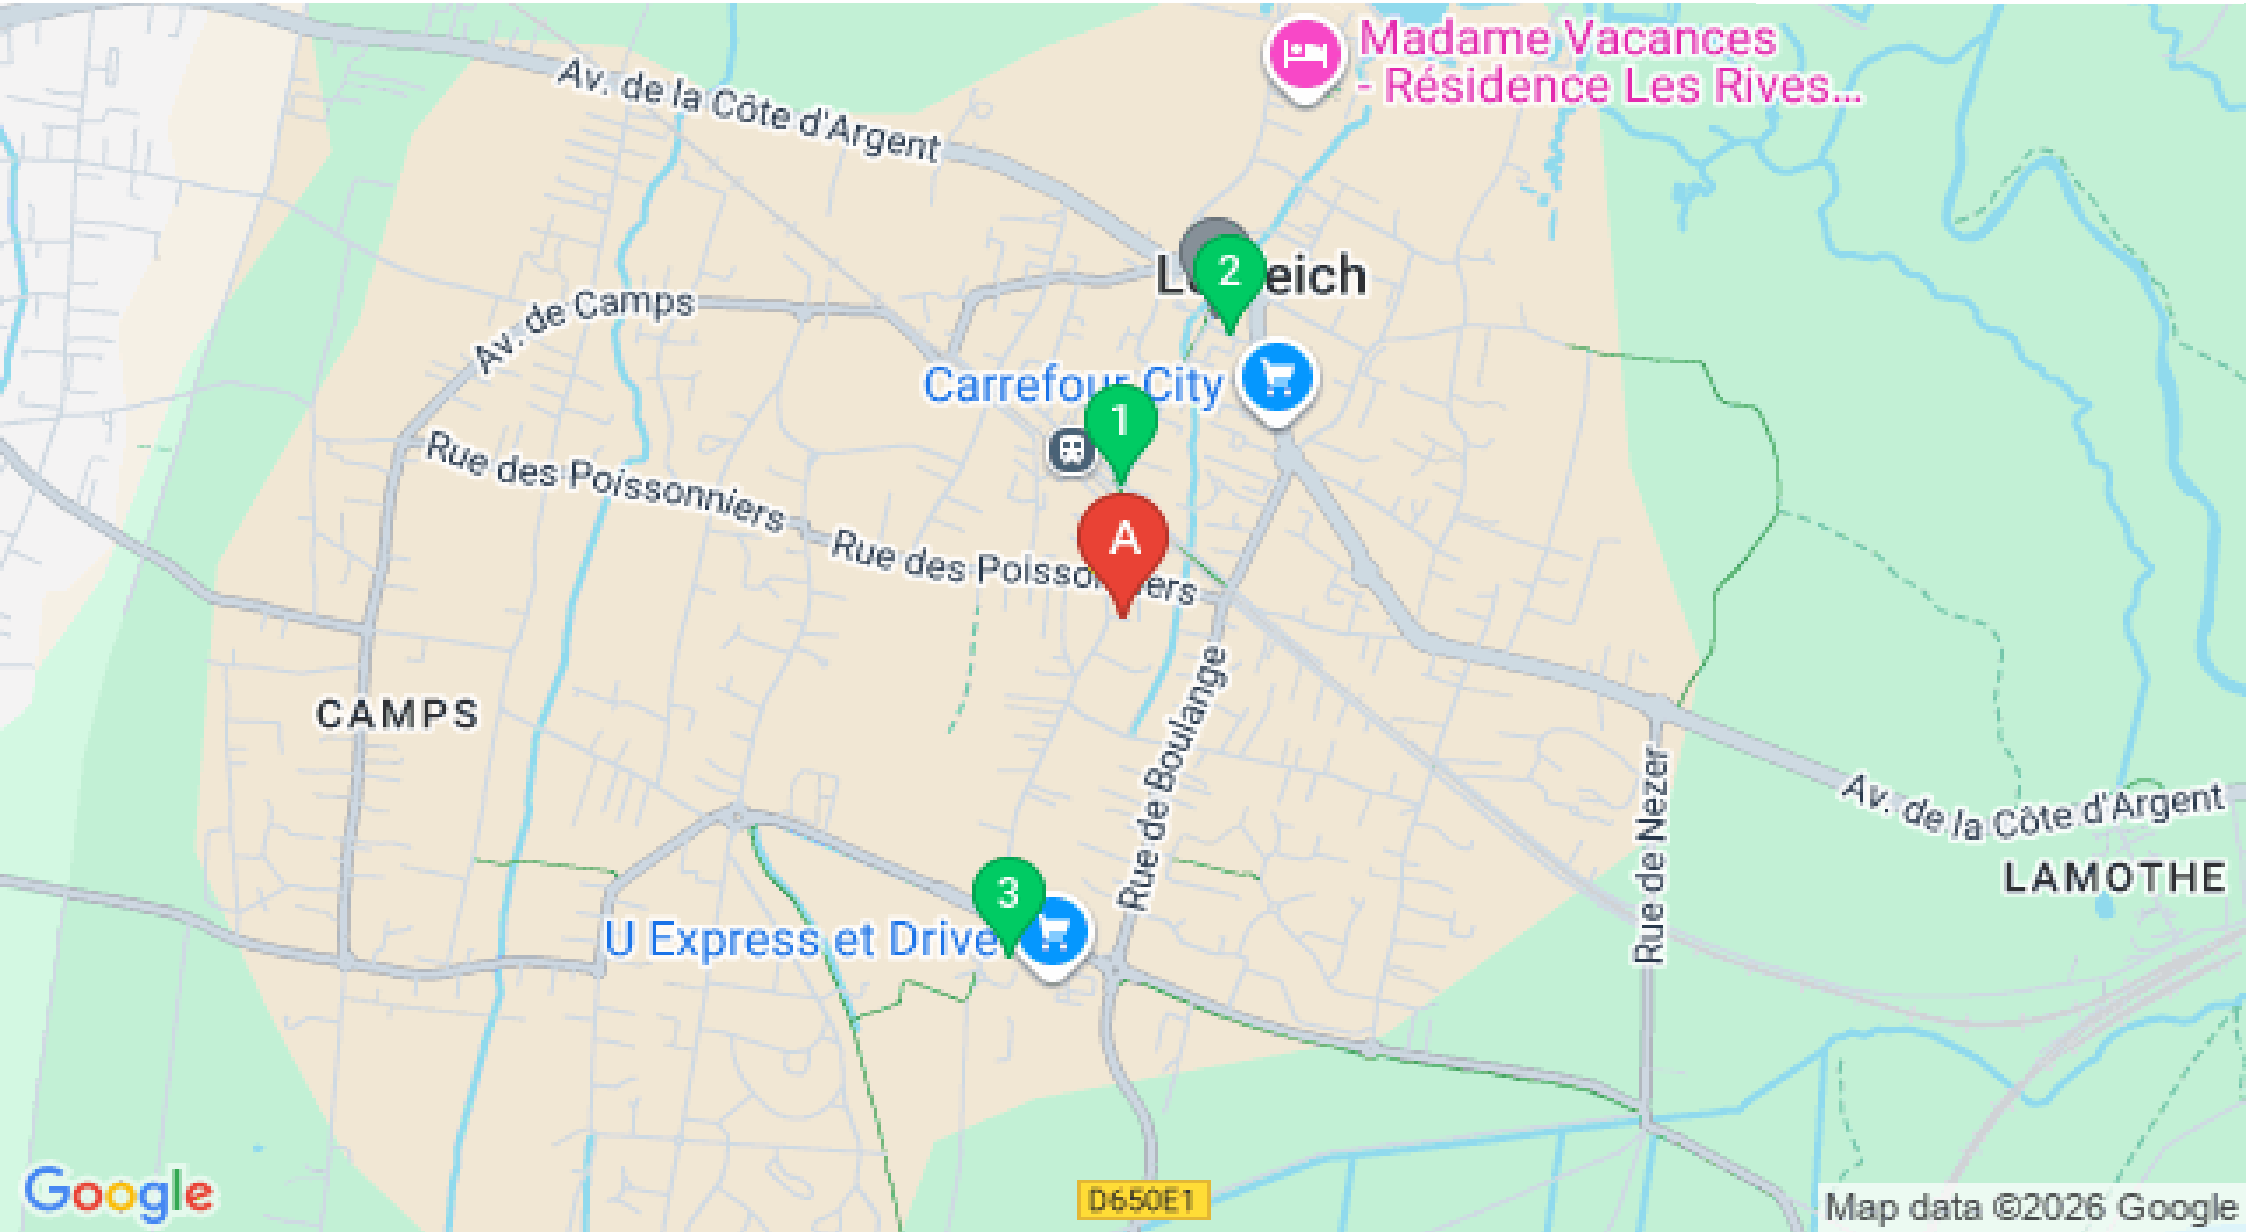 Madame Vacances
- Résidence Les Rives...
Av. de la Côte d'Argent
2
eich
Av. de Camps
Carrefour City
1
Rue des Poissonniers
A
Rue des
CAMPS
Rue de Boulange
Rue de Nezer
Av. de la Côte d'Argent
LAMOTHE
3
U Express et Drive
D650E1
Google
Map data ©2026 Google